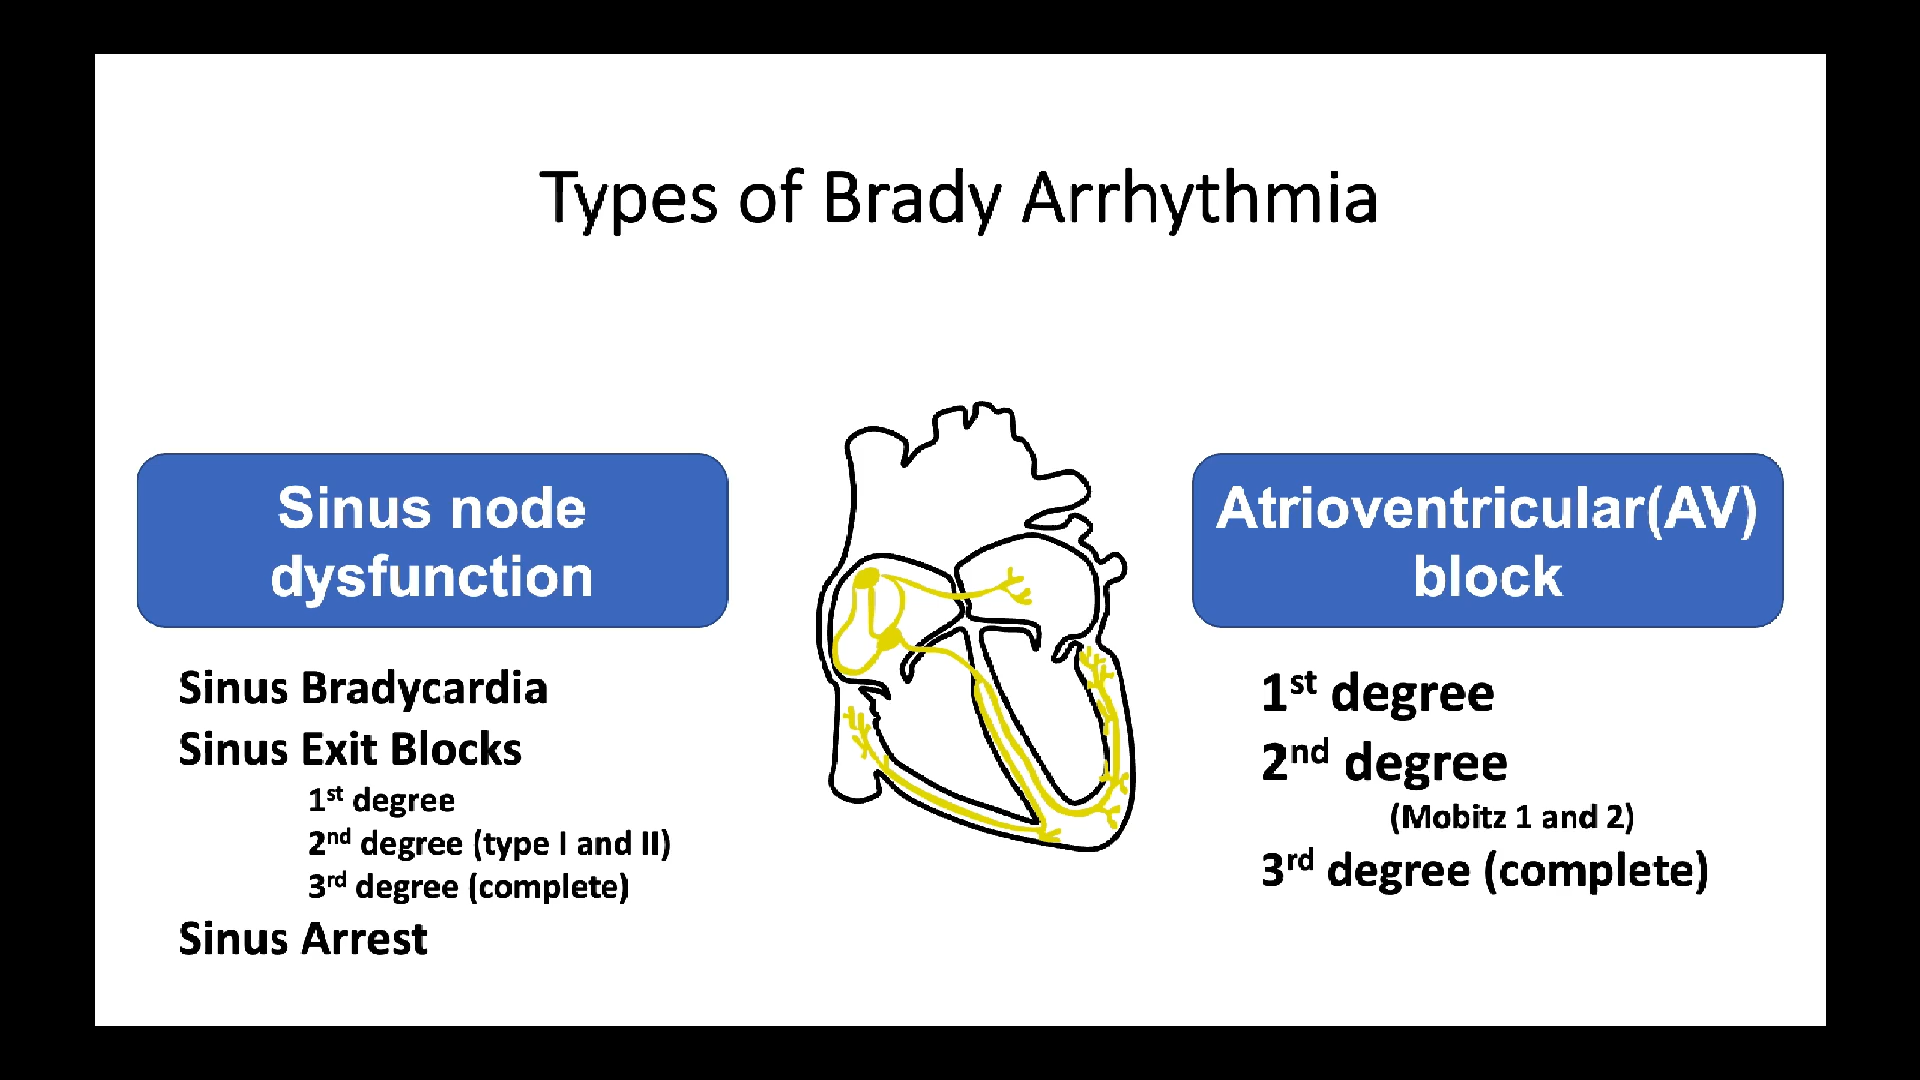 Types of Brady Arrhythmia
Sinus node
dysfunction
Sinus Bradycardia
Sinus Exit Blocks
1st degree
2nd degree (type I and II)
3rd degree (complete)
Sinus Arrest
Atrioventricular(AV)
block
1st degree
2nd degree
(Mobitz 1 and 2)
3rd degree (complete)